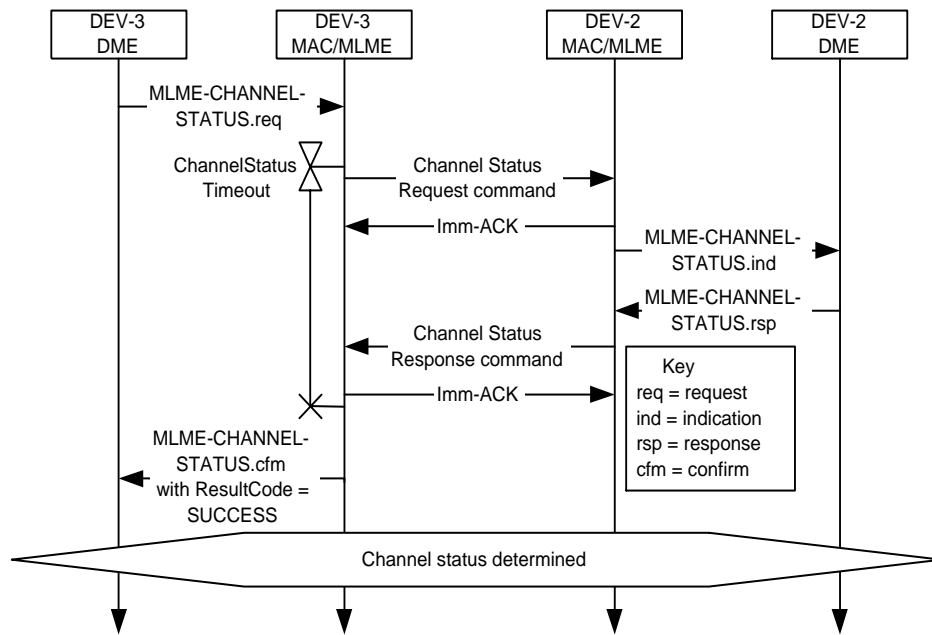 DEV-3
DME
DEV-3
MAC/MLME
DEV-2
MAC/MLME
DEV-2
DME
MLME-CHANNEL-
STATUS.req
ChannelStatus
Timeout
Channel Status
Request command
Imm-ACK
MLME-CHANNEL-
STATUS.ind
MLME-CHANNEL-
STATUS.rsp
Channel Status
Response command
Imm-ACK
Key
req = request
ind = indication
rsp = response
cfm = confirm
MLME-CHANNEL-
STATUS.cfm
with ResultCode =
SUCCESS
Channel status determined